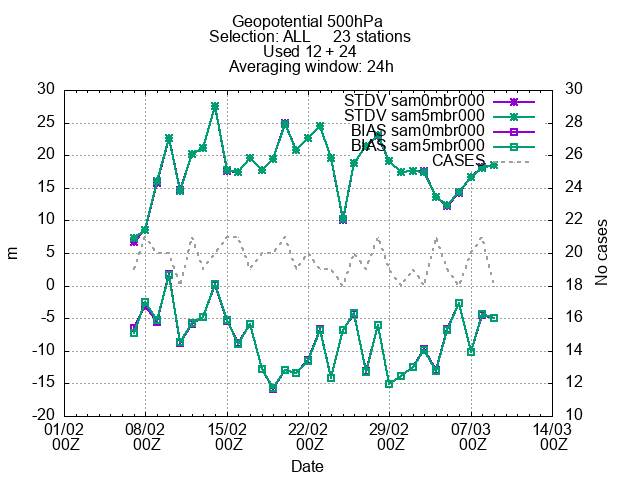 Geopotential 500hPa
Selection: ALL 23 stations
Used 12 + 24
Averaging window: 24h
STDV sam0mbr000
STDV sam5mbr000
BIAS sam0mbr000
BIAS sam5mbr000
CASES
30
25
20
15
10
5
0
-5
-10
-15
-20
m
30
28
26
24
22
20
18
16
14
12
10
No cases
01/02 08/02 15/02 22/02 29/02 07/03 14/03
00Z 00Z 00Z 00Z 00Z 00Z 00Z
Date